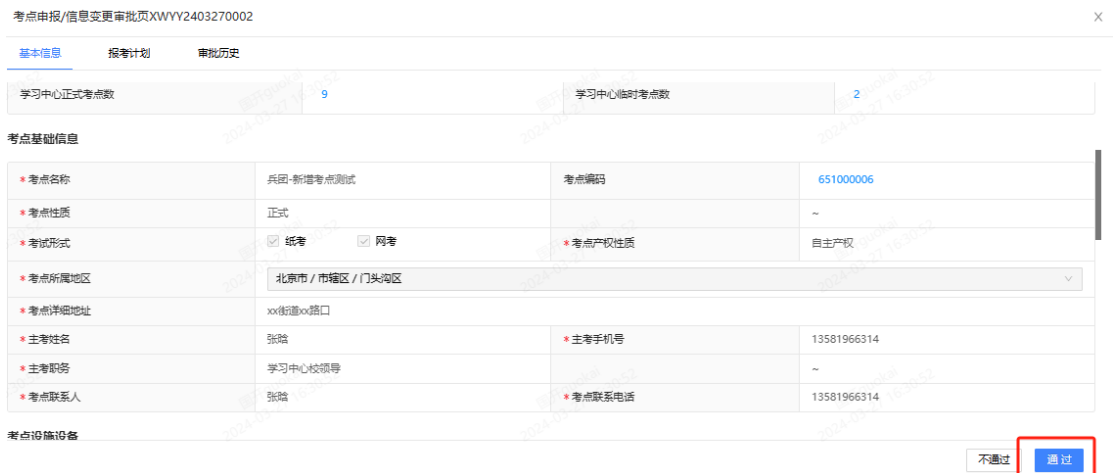 考点申报/信息变更审批页XWYY2403270002
基本信息 报考计划 审批历史
学习中心正式考点数 9 学习中心临时考点数 2
考点基础信息
* 考点名称 兵团-新增考点测试 考点编码 651000006
* 考点性质 正式 ~
* 考试形式 纸考 网考 * 考点产权性质 自主产权
* 考点所属地区 北京市 / 市辖区 / 门头沟区
* 考点详细地址 xx街道xx路口
* 主考姓名 张晗 * 主考手机号 13581966314
* 主考职务 学习中心校领导 ~
* 考点联系人 张晗 * 考点联系电话 13581966314
考点设施设备
不通过 通过